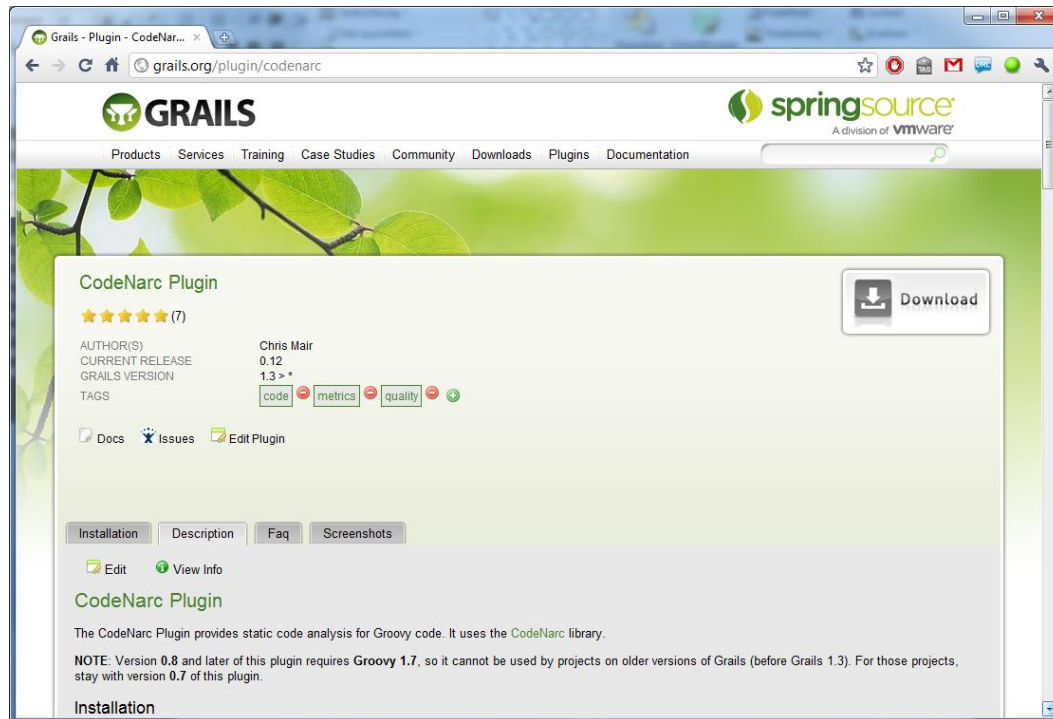 Grails - Plugin - CodeNar...
grails.org/plugin/codenarc
TAG
URL
GRAILS
springsource
A division of vmware
Products Services Training Case Studies Community Downloads Plugins Documentation
CodeNarc Plugin
(7)
Download
AUTHOR(S) Chris Mair
CURRENT RELEASE 0.12
GRAILS VERSION 1.3 > *
TAGS code metrics quality
Docs Issues Edit Plugin
Installation Description Faq Screenshots
Edit View Info
CodeNarc Plugin
The CodeNarc Plugin provides static code analysis for Groovy code. It uses the CodeNarc library.
NOTE: Version 0.8 and later of this plugin requires Groovy 1.7, so it cannot be used by projects on older versions of Grails (before Grails 1.3). For those projects,
stay with version 0.7 of this plugin.
Installation